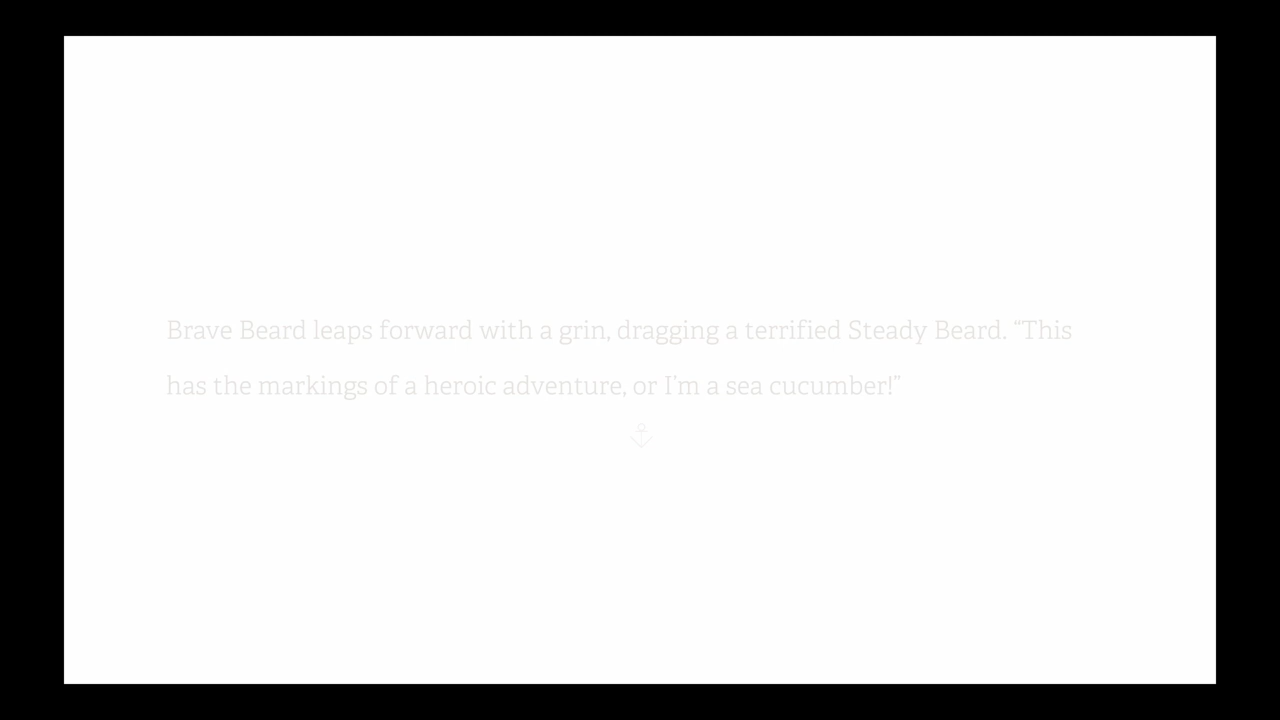 Brave Beard leaps forward with a grin, dragging a terrified Steady Beard. “This
has the markings of a heroic adventure, or I'm a sea cucumber!”